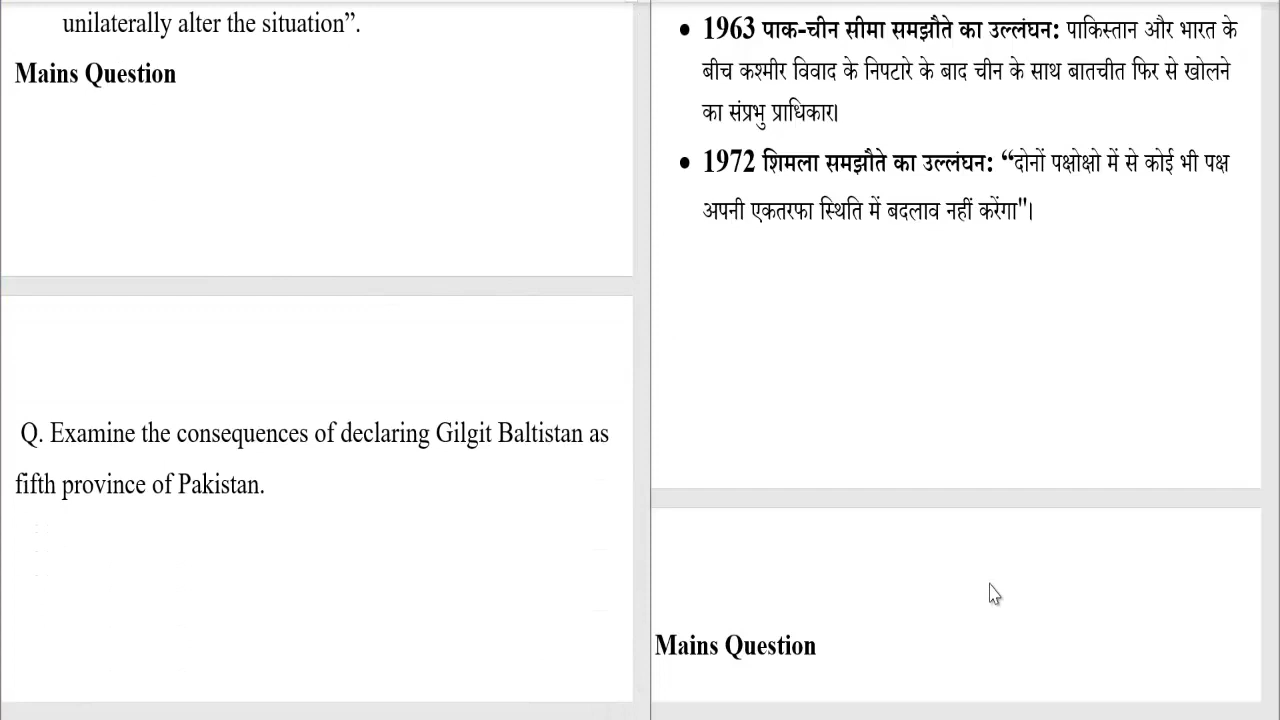 unilaterally alter the situation”.
Mains Question
Q. Examine the consequences of declaring Gilgit Baltistan as
fifth province of Pakistan.
• 1963 पाक-चीन सीमा समझौते का उल्लंघन: पाकिस्तान और भारत के
बीच कश्मीर विवाद के निपटारे के बाद चीन के साथ बातचीत फिर से खोलने
का संप्रभु प्राधिकार।
• 1972 शिमला समझौते का उल्लंघन: “दोनों पक्षोक्षो में से कोई भी पक्ष
अपनी एकतरफा स्थिति में बदलाव नहीं करेंगा"।
Mains Question